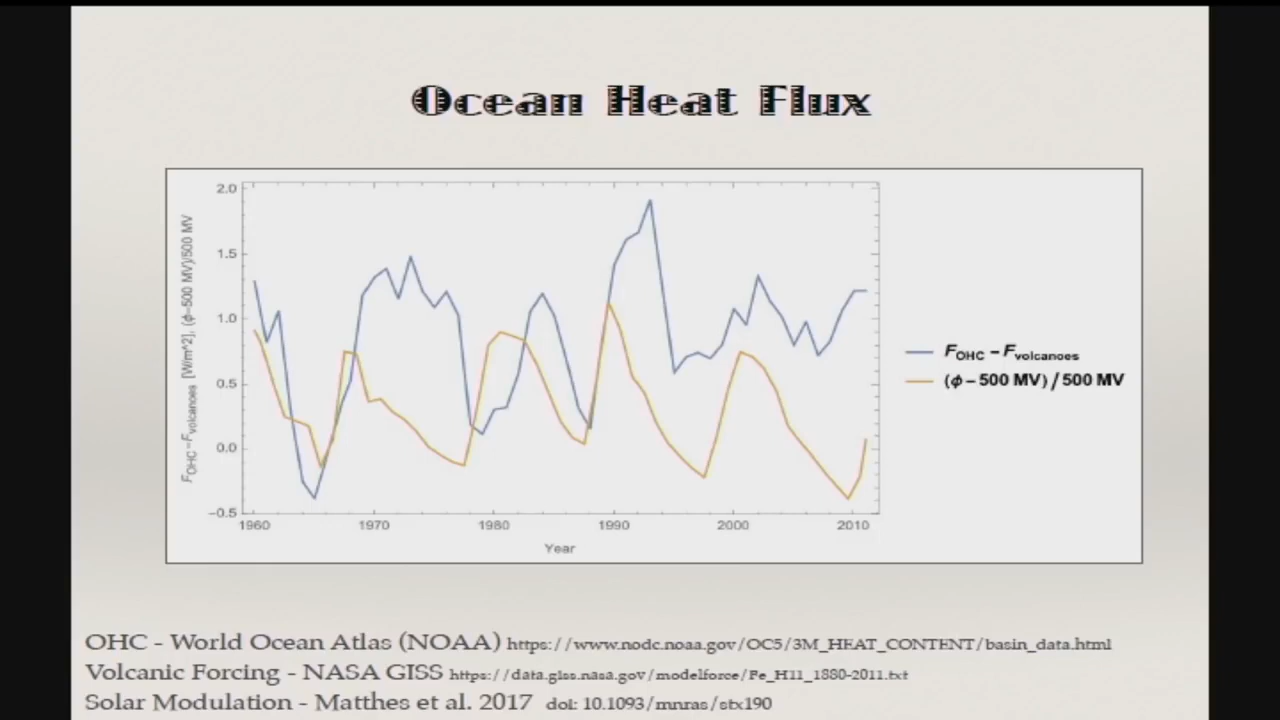 Ocean Heat Flux
2.0
1.5
1.0
0.5
0.0
−0.5
F_OHC−F_volcanoes [W/m^2], (ϕ−500 MV)/500 MV
1960 1970 1980 1990 2000 2010
Year
F_OHC − F_volcanoes
(ϕ − 500 MV) / 500 MV
OHC - World Ocean Atlas (NOAA) https://www.nodc.noaa.gov/OC5/3M_HEAT_CONTENT/basin_data.html
Volcanic Forcing - NASA GISS https://data.giss.nasa.gov/modelforce/Fe_H11_1880-2011.txt
Solar Modulation - Matthes et al. 2017 doi: 10.1093/mnras/stx190